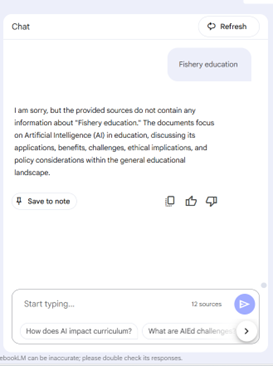 Chat
Refresh
Fishery education
I am sorry, but the provided sources do not contain any
information about "Fishery education." The documents focus
on Artificial Intelligence (AI) in education, discussing its
applications, benefits, challenges, ethical implications, and
policy considerations within the general educational
landscape.
Save to note
Start typing...
12 sources
How does AI impact curriculum?
What are AIEd challenges
ebookLM can be inaccurate; please double check its responses.